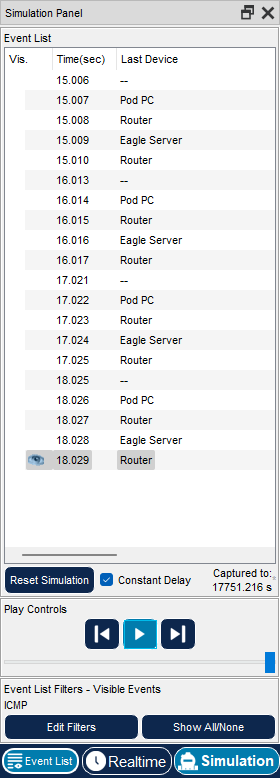 Simulation Panel
Event List
Vis. Time(sec) Last Device
15.006 --
15.007 Pod PC
15.008 Router
15.009 Eagle Server
15.010 Router
16.013 --
16.014 Pod PC
16.015 Router
16.016 Eagle Server
16.017 Router
17.021 --
17.022 Pod PC
17.023 Router
17.024 Eagle Server
17.025 Router
18.025 --
18.026 Pod PC
18.027 Router
18.028 Eagle Server
18.029 Router
Reset Simulation Constant Delay Captured to:
17751.216 s
Play Controls
Event List Filters - Visible Events
ICMP
Edit Filters Show All/None
Event List Realtime Simulation